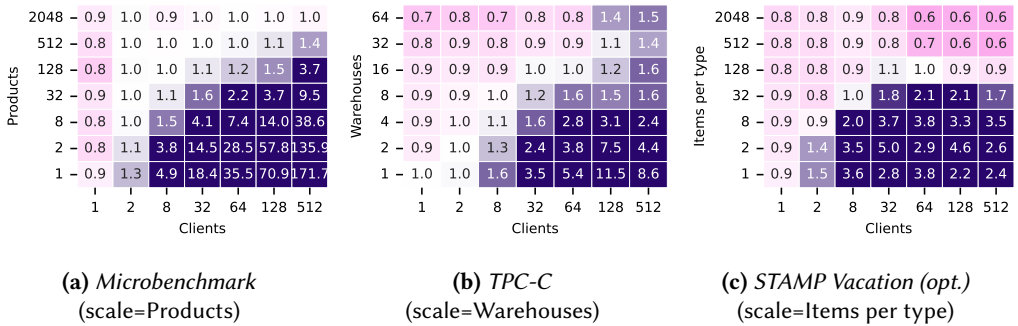 2048 0.9 1.0 0.9 1.0 1.0 1.0 1.0
512 0.8 1.0 1.0 1.0 1.0 1.1 1.4
128 0.8 1.0 1.0 1.1 1.2 1.5 3.7
32 0.9 1.0 1.1 1.6 2.2 3.7 9.5
8 0.8 1.0 1.5 4.1 7.4 14.0 38.6
2 0.8 1.1 3.8 14.5 28.5 57.8 135.9
1 0.9 1.3 4.9 18.4 35.5 70.9 171.7
Products
1 2 8 32 64 128 512
Clients
(a) Microbenchmark
(scale=Products)
64 0.7 0.8 0.7 0.8 0.8 1.4 1.5
32 0.8 0.9 0.8 0.9 0.9 1.1 1.4
16 0.9 0.9 0.9 1.0 1.0 1.2 1.6
8 0.9 0.9 1.0 1.2 1.6 1.5 1.6
4 0.9 1.0 1.1 1.6 2.8 3.1 2.4
2 0.9 1.0 1.3 2.4 3.8 7.5 4.4
1 1.0 1.0 1.6 3.5 5.4 11.5 8.6
Warehouses
1 2 8 32 64 128 512
Clients
(b) TPC-C
(scale=Warehouses)
2048 0.8 0.8 0.9 0.8 0.6 0.6 0.6
512 0.8 0.9 0.8 0.8 0.7 0.6 0.6
128 0.8 0.8 0.9 1.1 1.0 0.9 0.9
32 0.9 0.8 1.0 1.8 2.1 2.1 1.7
8 0.9 0.9 2.0 3.7 3.8 3.3 3.5
2 0.9 1.4 3.5 5.0 2.9 4.6 2.6
1 0.9 1.5 3.6 2.8 3.8 2.2 2.4
Items per type
1 2 8 32 64 128 512
Clients
(c) STAMP Vacation (opt.)
(scale=Items per type)